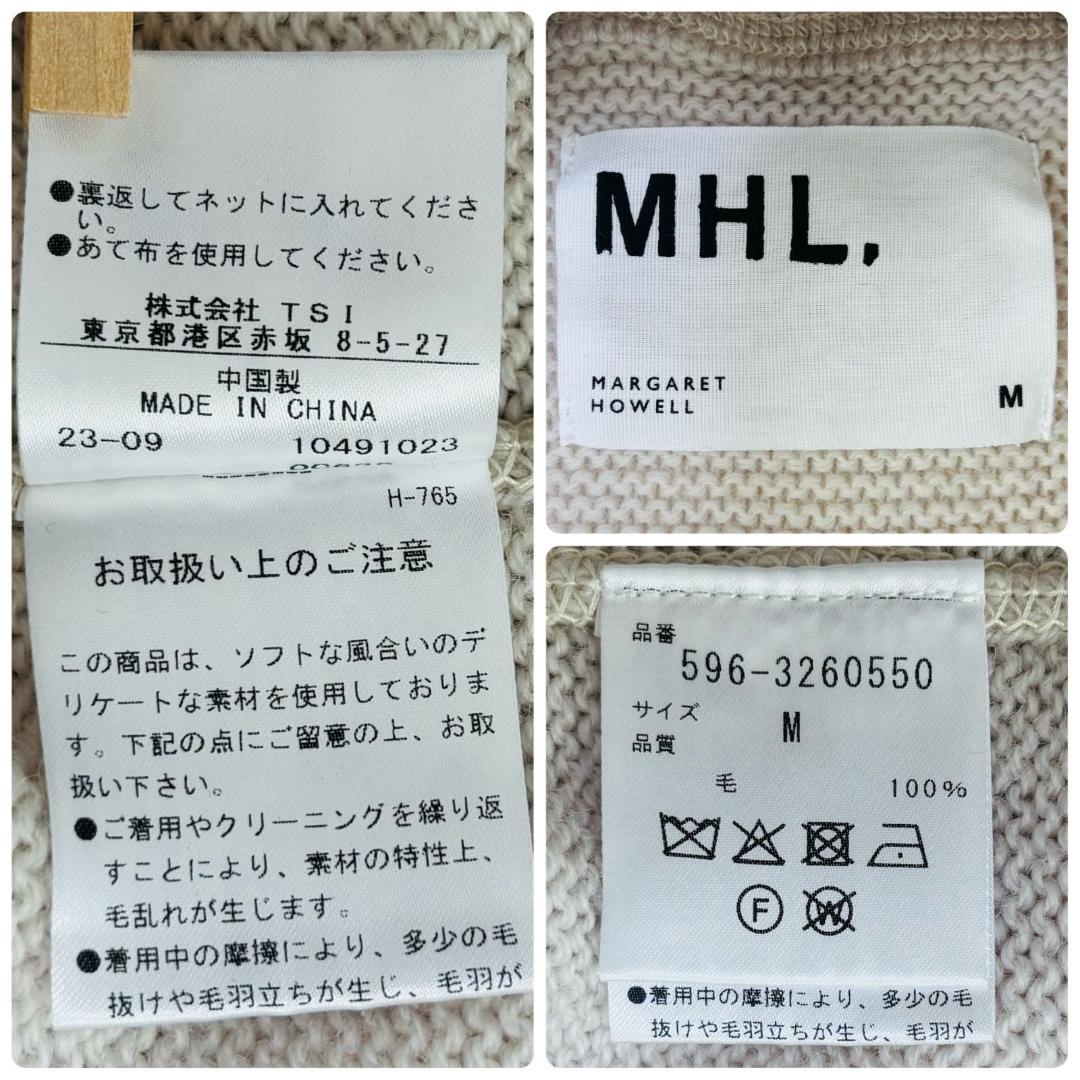 ●裏返してネットに入れてくださ
い。
●あて布を使用してください。
株式会社 TSI
東京都港区赤坂 8-5-27
中国製
MADE IN CHINA
23-09 10491023
H-765
お取扱い上のご注意
この商品は、ソフトな風合いのデ
リケートな素材を使用しておりま
す。下記の点にご留意の上、お取
扱い下さい。
●ご着用やクリーニングを繰り返
すことにより、素材の特性上、
毛乱れが生じます。
●着用中の摩擦により、多少の毛
抜けや毛羽立ちが生じ、毛羽が
MHL.
MARGARET
HOWELL
M
品番
596-3260550
サイズ
M
品質
毛 100%
F W
●着用中の摩擦により、多少の毛
抜けや毛羽立ちが生じ、毛羽が